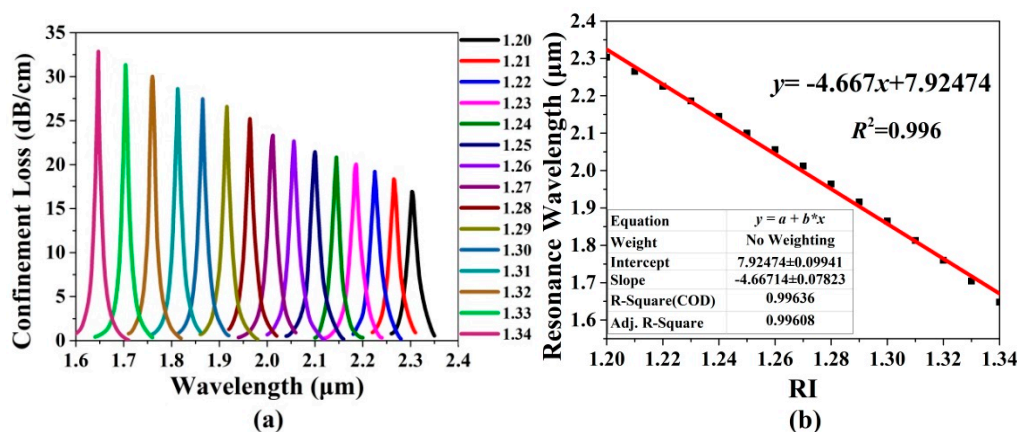 (a)
Confinement Loss (dB/cm)
35
30
25
20
15
10
5
0
1.6 1.7 1.8 1.9 2.0 2.1 2.2 2.3 2.4
Wavelength (μm)
1.20
1.21
1.22
1.23
1.24
1.25
1.26
1.27
1.28
1.29
1.30
1.31
1.32
1.33
1.34
(b)
Resonance Wavelength (μm)
2.4
2.3
2.2
2.1
2.0
1.9
1.8
1.7
1.6
y= -4.667x+7.92474
R²=0.996
Equation y = a + b*x
Weight No Weighting
Intercept 7.92474±0.09941
Slope -4.66714±0.07823
R-Square(COD) 0.99636
Adj. R-Square 0.99608
1.20 1.22 1.24 1.26 1.28 1.30 1.32 1.34
RI